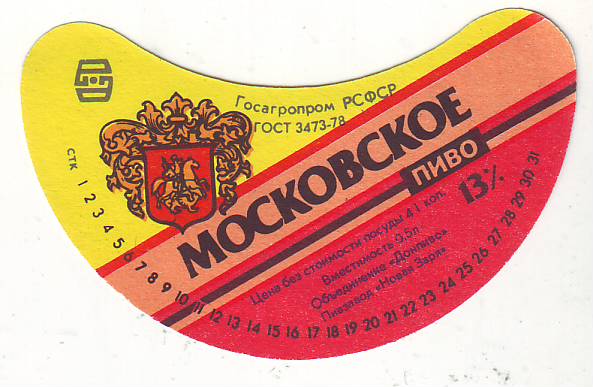 Госагропром РСФСР
ГОСТ 3473-78
МОСКОВСКОЕ
ПИВО
13%
Цена без стоимости посуды 41 коп.
Вместимость 0,5л
Объединение «Донпиво»
Пивзавод «Новая Заря»
СТК 1 2 3 4 5 6 7 8 9 10 11 12 13 14 15 16 17 18 19 20 21 22 23 24 25 26 27 28 29 30 31